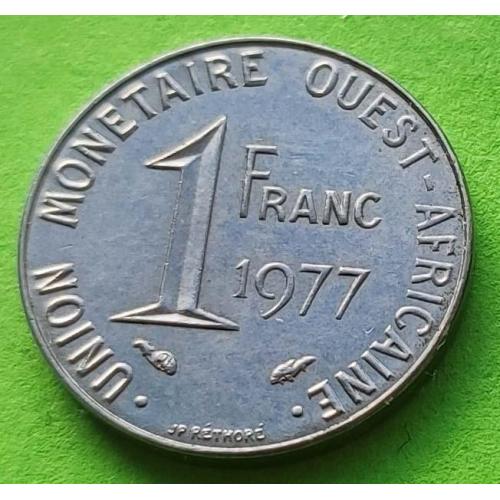 · UNION MONETAIRE OUEST-AFRICAINE ·
1 FRANC
1977
JP RÉTHORÉ